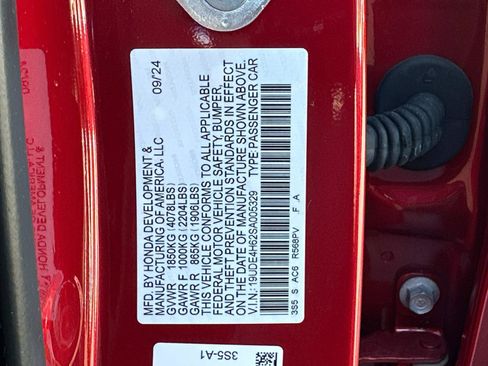 MFD. BY HONDA DEVELOPMENT & 09/24
MANUFACTURING OF AMERICA, LLC
GVWR 1850KG (4078LBS)
GAWR F 1000KG (2204LBS)
GAWR R 865KG (1906LBS)
THIS VEHICLE CONFORMS TO ALL APPLICABLE
FEDERAL MOTOR VEHICLE SAFETY, BUMPER,
AND THEFT PREVENTION STANDARDS IN EFFECT
ON THE DATE OF MANUFACTURE SHOWN ABOVE.
V.I.N.: 19UDE4H62SA005329 TYPE: PASSENGER CAR
3S5 S AC6 R568PV .F .A
3S5-A1